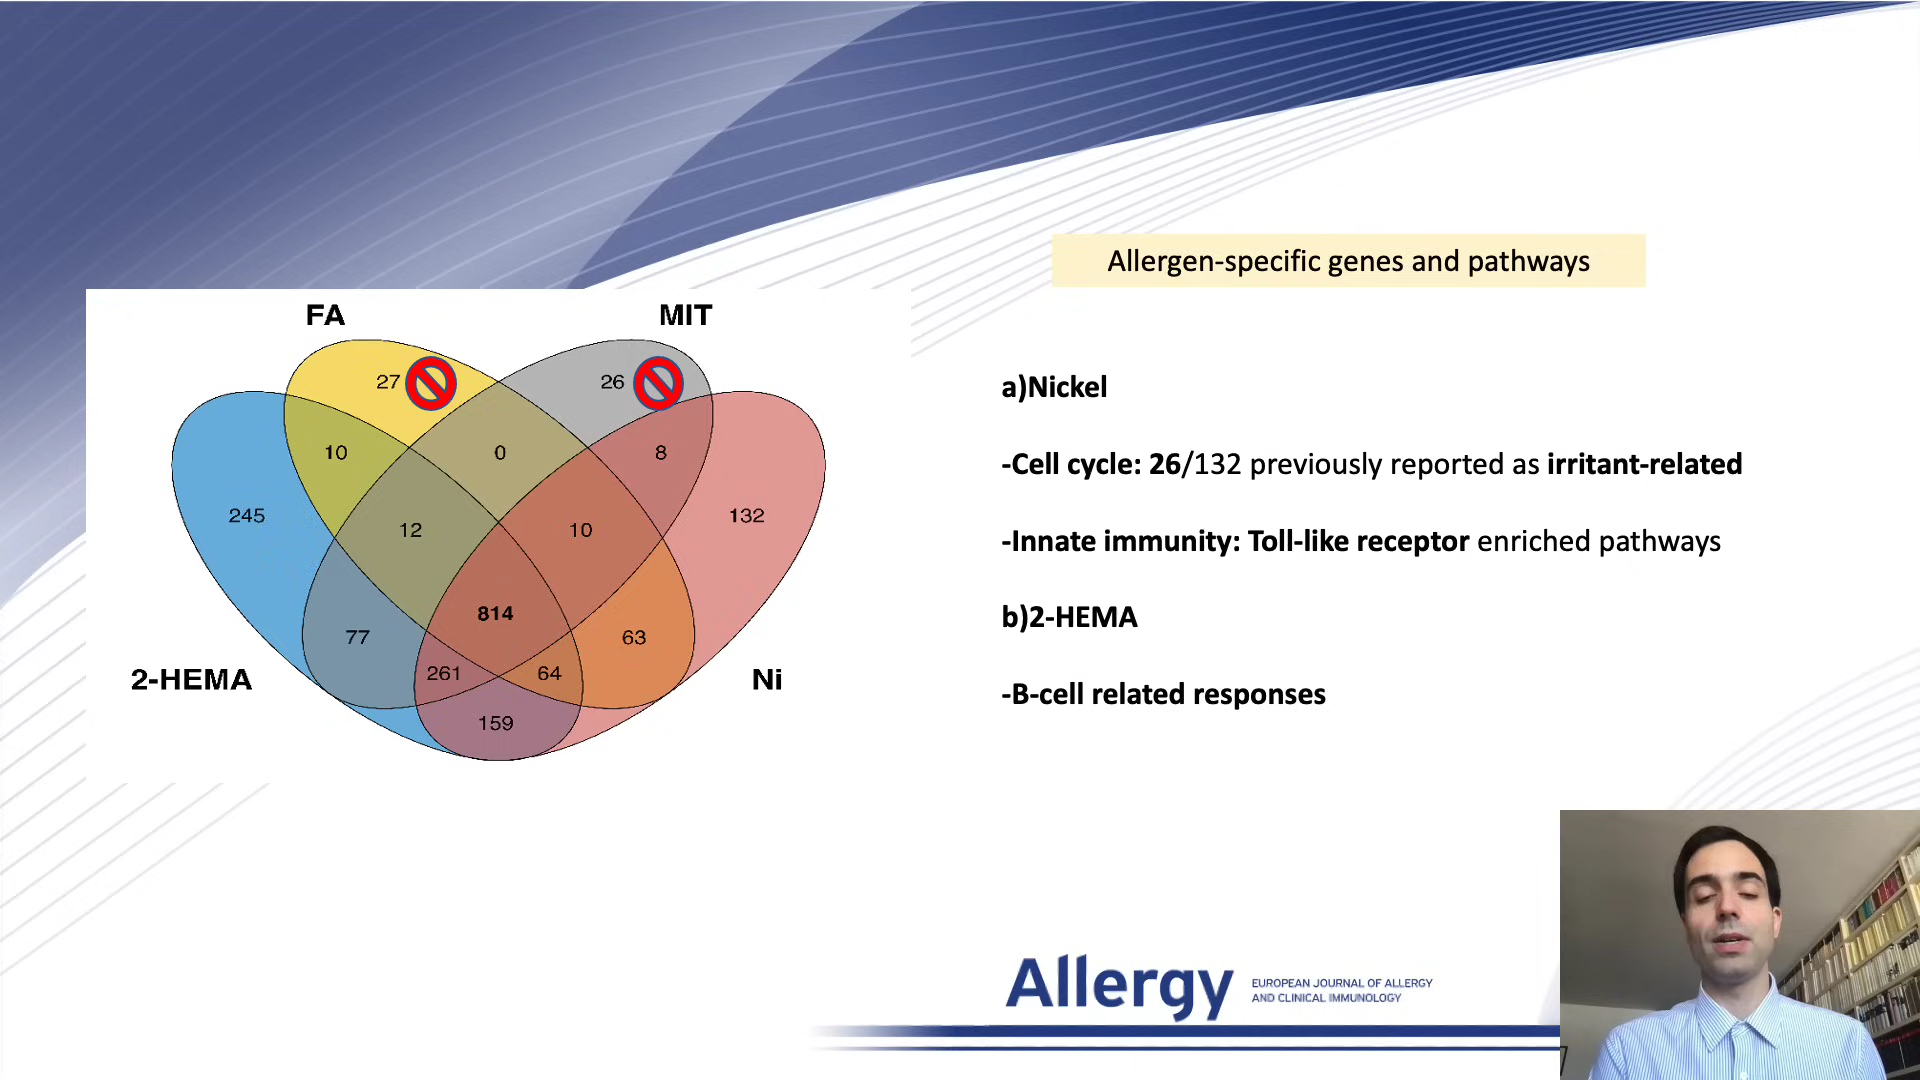 Allergen-specific genes and pathways
FA
MIT
27
26
10
0
8
245
12
10
132
814
77
63
261
64
2-HEMA
Ni
159
a)Nickel
-Cell cycle: 26/132 previously reported as irritant-related
-Innate immunity: Toll-like receptor enriched pathways
b)2-HEMA
-B-cell related responses
Allergy
EUROPEAN JOURNAL OF ALLERGY
AND CLINICAL IMMUNOLOGY